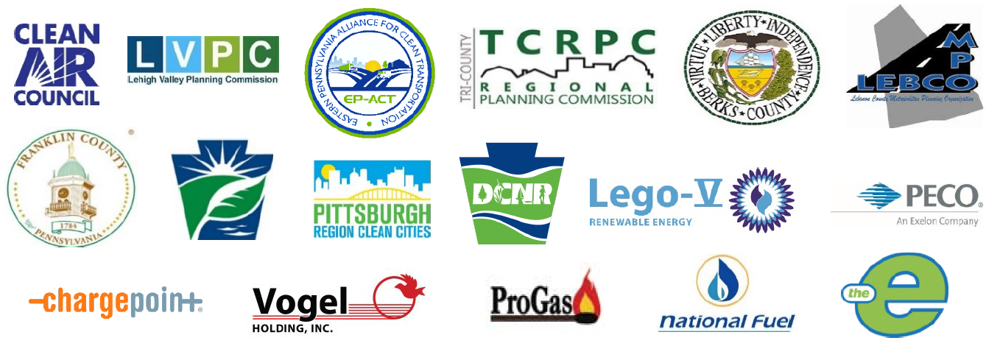 CLEAN
AIR
COUNCIL
LVPC
Lehigh Valley Planning Commission
EASTERN PENNSYLVANIA ALLIANCE FOR CLEAN TRANSPORTATION
EP-ACT
TRI-COUNTY
TCRPC
REGIONAL
PLANNING COMMISSION
VIRTUE★LIBERTY★INDEPENDENCE
★BERKS★COUNTY★
MPO
LEBCO
Lebanon County Metropolitan Planning Organization
FRANKLIN COUNTY
1784
PENNSYLVANIA
®
PITTSBURGH
REGION CLEAN CITIES
DCNR
Lego-V
RENEWABLE ENERGY
PECO®
An Exelon Company
chargepoin+®
Vogel
HOLDING, INC.
ProGas
national Fuel
the e